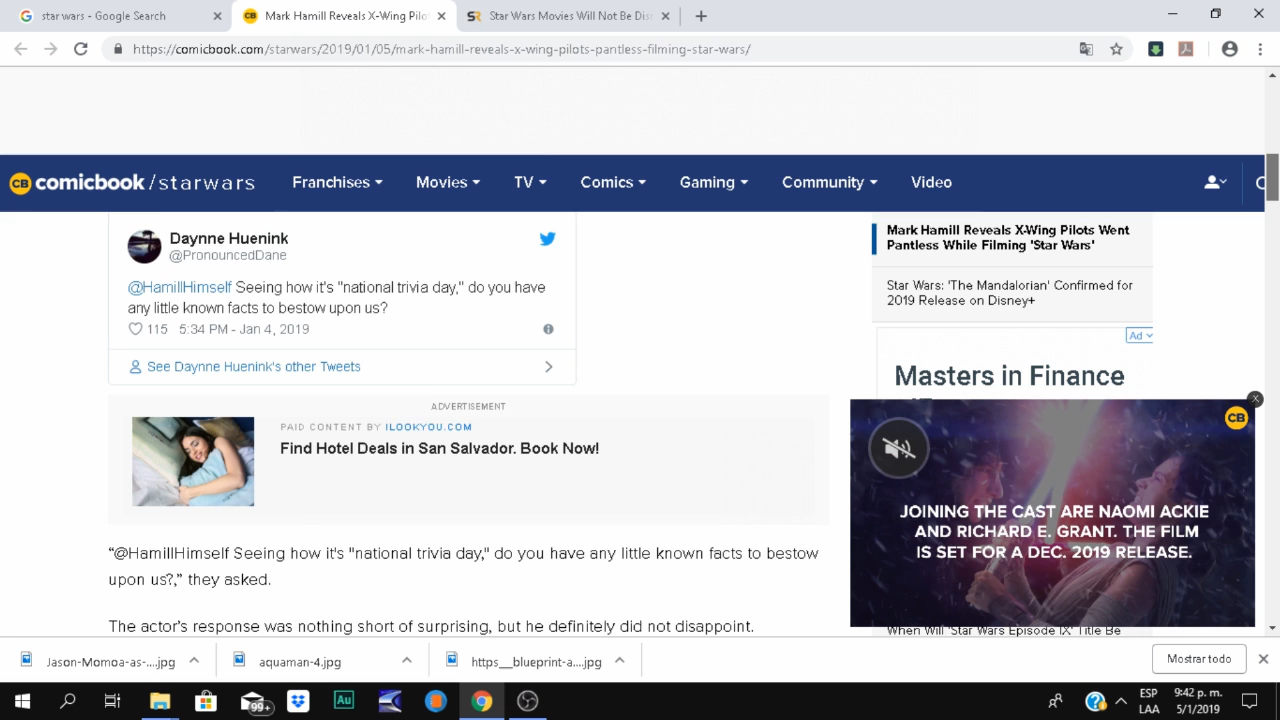 star wars - Google Search
Mark Hamill Reveals X-Wing Pilo
Star Wars Movies Will Not Be Dis
https://comicbook.com/starwars/2019/01/05/mark-hamill-reveals-x-wing-pilots-pantless-filming-star-wars/
CB comicbook/starwars
Franchises
Movies
TV
Comics
Gaming
Community
Video
Daynne Huenink
@PronouncedDane
@HamillHimself Seeing how it's "national trivia day," do you have
any little known facts to bestow upon us?
115 5:34 PM - Jan 4, 2019
See Daynne Huenink's other Tweets
ADVERTISEMENT
PAID CONTENT BY ILOOKYOU.COM
Find Hotel Deals in San Salvador. Book Now!
“@HamillHimself Seeing how it's "national trivia day," do you have any little known facts to bestow
upon us?,” they asked.
The actor’s response was nothing short of surprising, but he definitely did not disappoint.
Mark Hamill Reveals X-Wing Pilots Went
Pantless While Filming 'Star Wars'
Star Wars: 'The Mandalorian' Confirmed for
2019 Release on Disney+
Ad
Masters in Finance
CB
JOINING THE CAST ARE NAOMI ACKIE
AND RICHARD E. GRANT. THE FILM
IS SET FOR A DEC. 2019 RELEASE.
When Will 'Star Wars Episode IX' Title Be
Jason-Momoa-as-....jpg
aquaman-4.jpg
https__blueprint-a....jpg
Mostrar todo
99+
Au
ESP
LAA
9:42 p. m.
5/1/2019